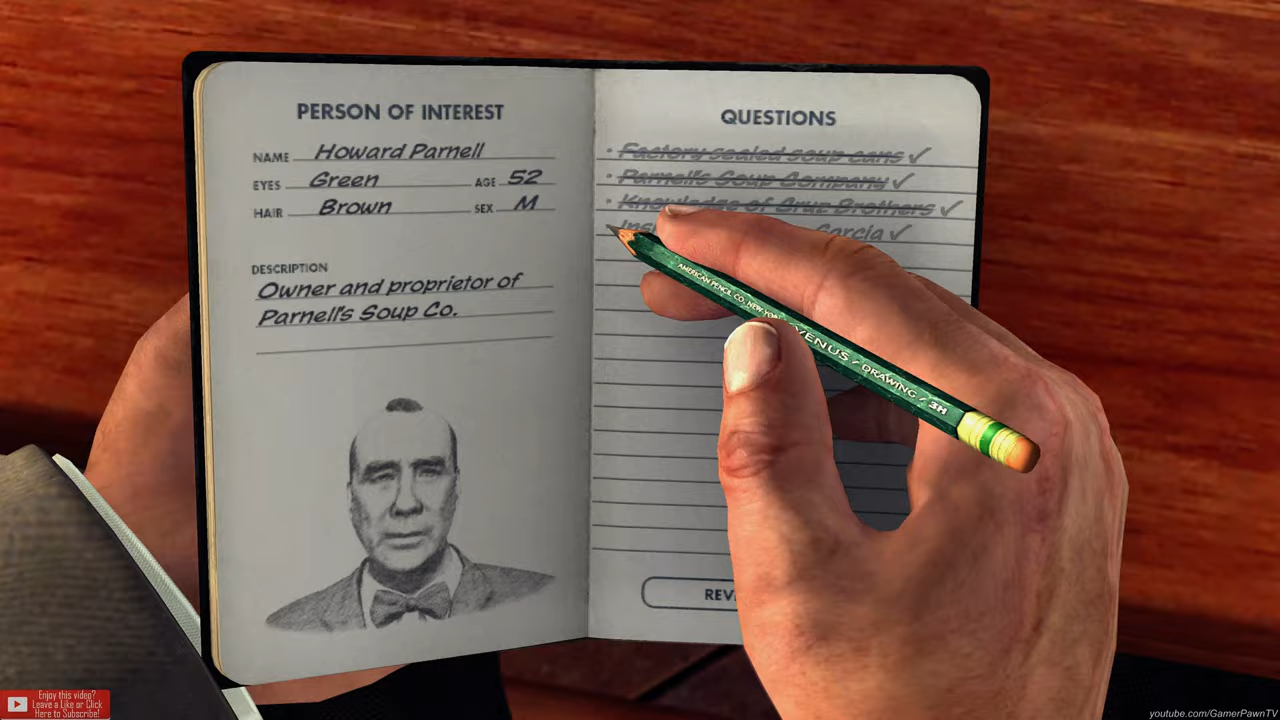 PERSON OF INTEREST
NAME Howard Parnell
EYES Green AGE 52
HAIR Brown SEX M
DESCRIPTION
Owner and proprietor of
Parnell's Soup Co.
QUESTIONS
• Factory sealed soup cans ✓
• Parnell's Soup Company ✓
• Knowledge of Cruz Brothers ✓
Garcia ✓
AMERICAN PENCIL CO. NEW YORK
VENUS / DRAWING / 3H
Enjoy this video?
Leave a Like or Click
Here to Subscribe!
youtube.com/GamerPawnTV